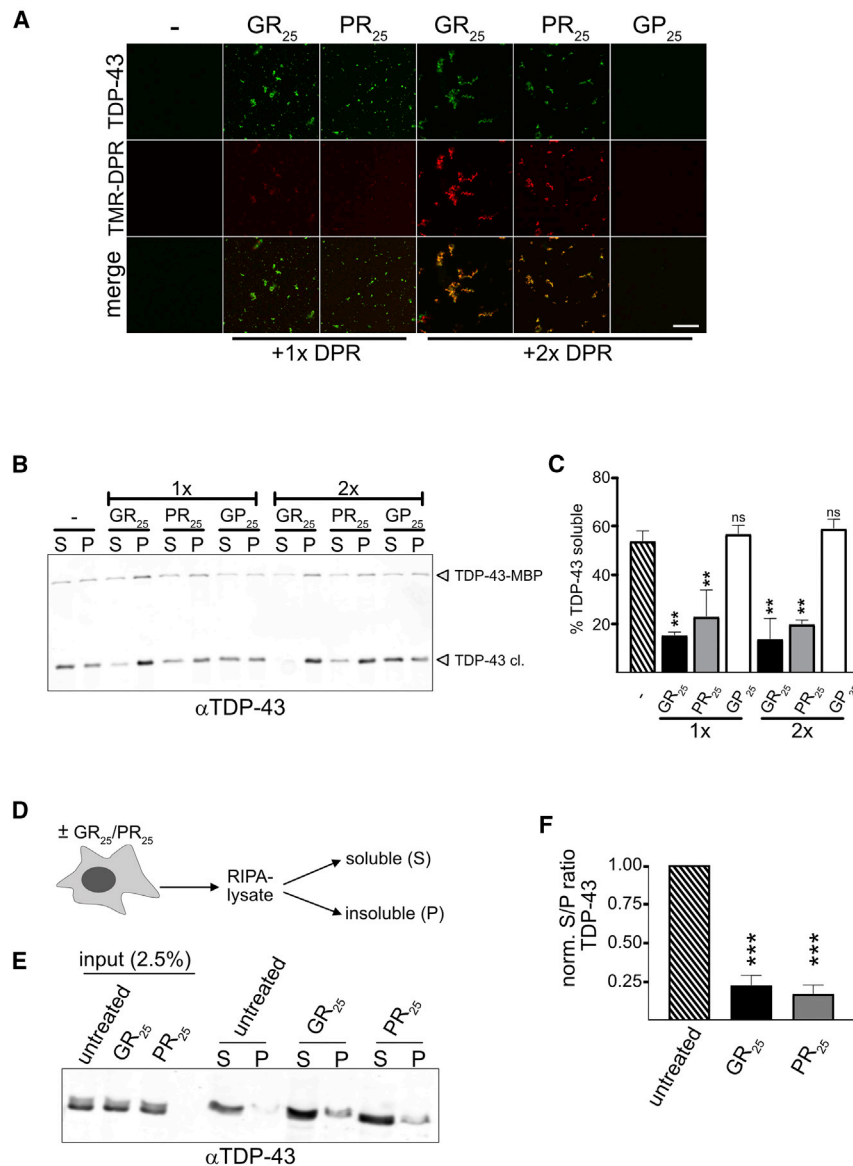 A
- GR25 PR25 GR25 PR25 GP25
TDP-43
TMR-DPR
merge
+1x DPR +2x DPR
B
1x 2x
- GR25 PR25 GP25 GR25 PR25 GP25
S P S P S P S P S P S P S P
TDP-43-MBP
TDP-43 cl.
αTDP-43
C
% TDP-43 soluble
80
60
40
20
** ** ns ** ** ns
- GR25 PR25 GP25 GR25 PR25 GP25
1x 2x
D
± GR25/PR25
RIPA-
lysate
soluble (S)
insoluble (P)
E
input (2.5%)
untreated GR25 PR25 untreated GR25 PR25
S P S P S P
αTDP-43
F
norm. S/P ratio
TDP-43
1.00
0.75
0.50
0.25
*** ***
untreated GR25 PR25